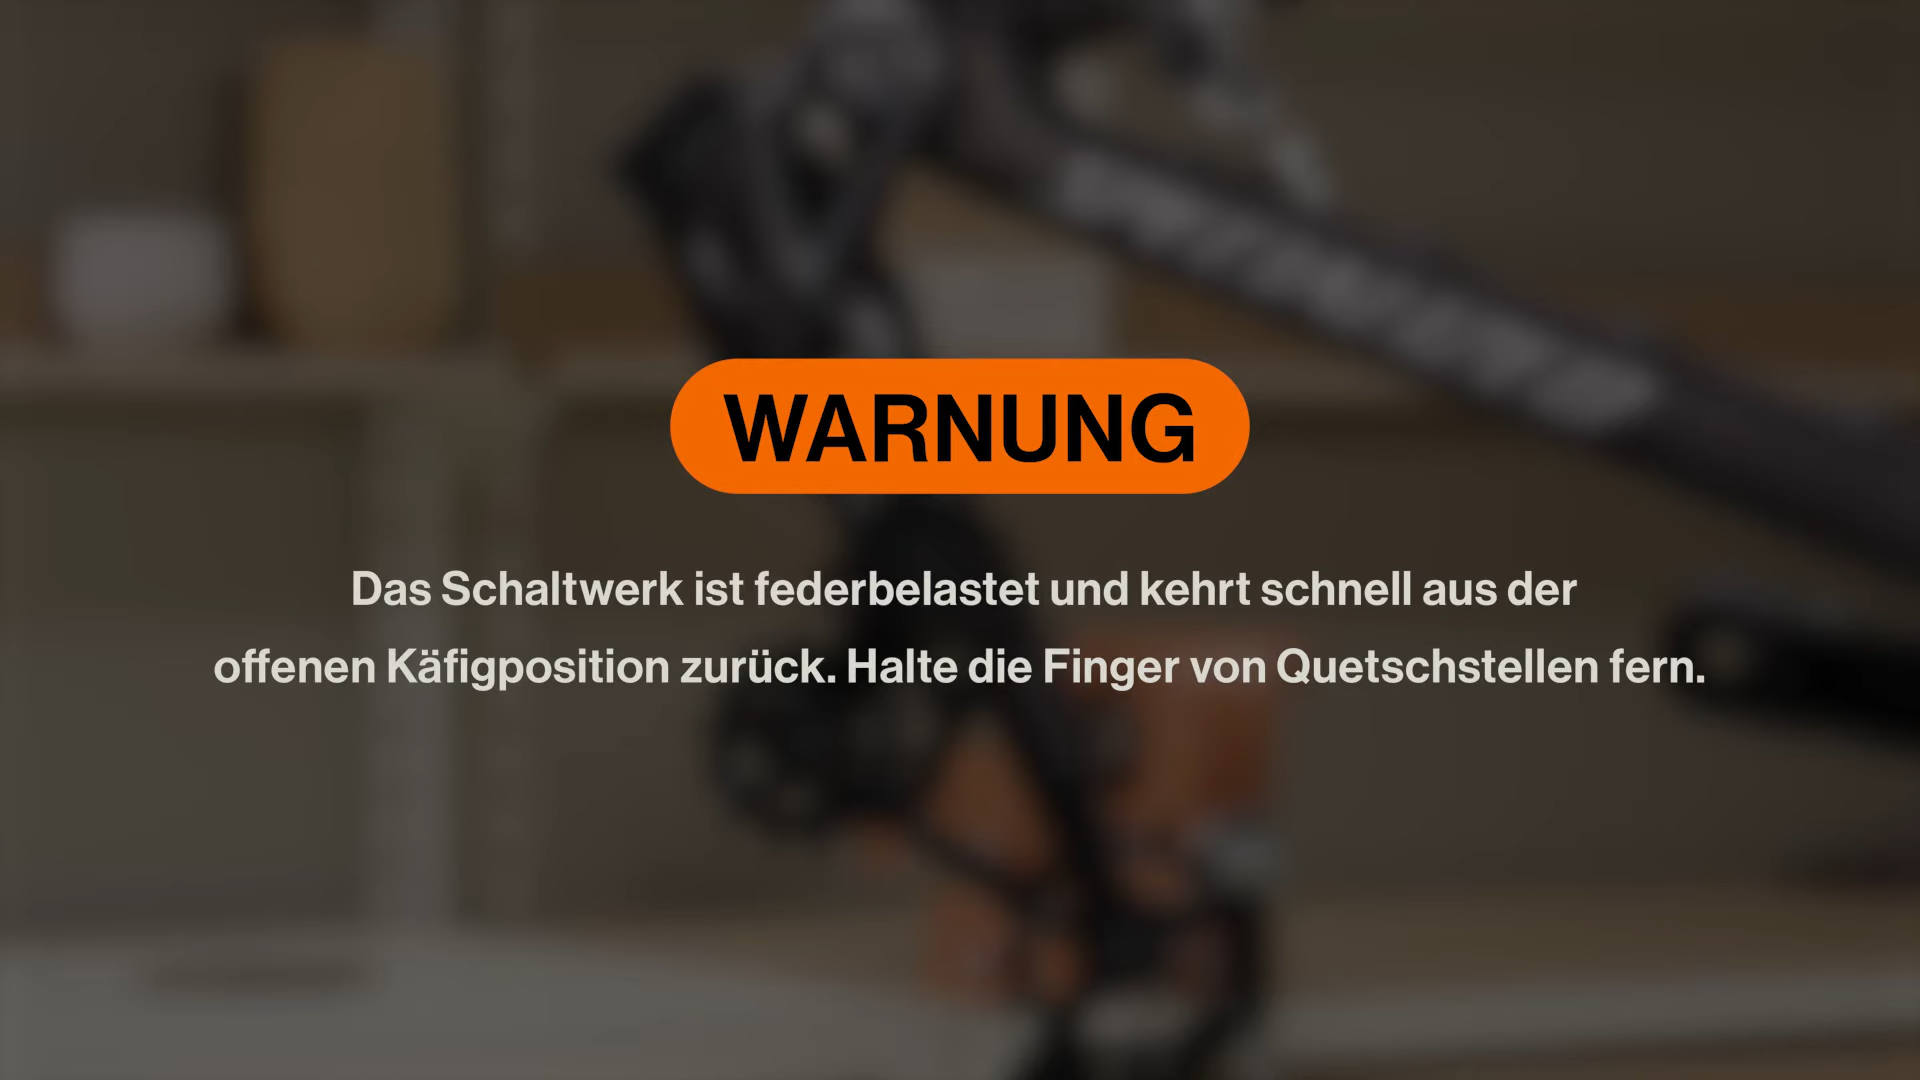 WARNUNG
Das Schaltwerk ist federbelastet und kehrt schnell aus der
offenen Käfigposition zurück. Halte die Finger von Quetschstellen fern.